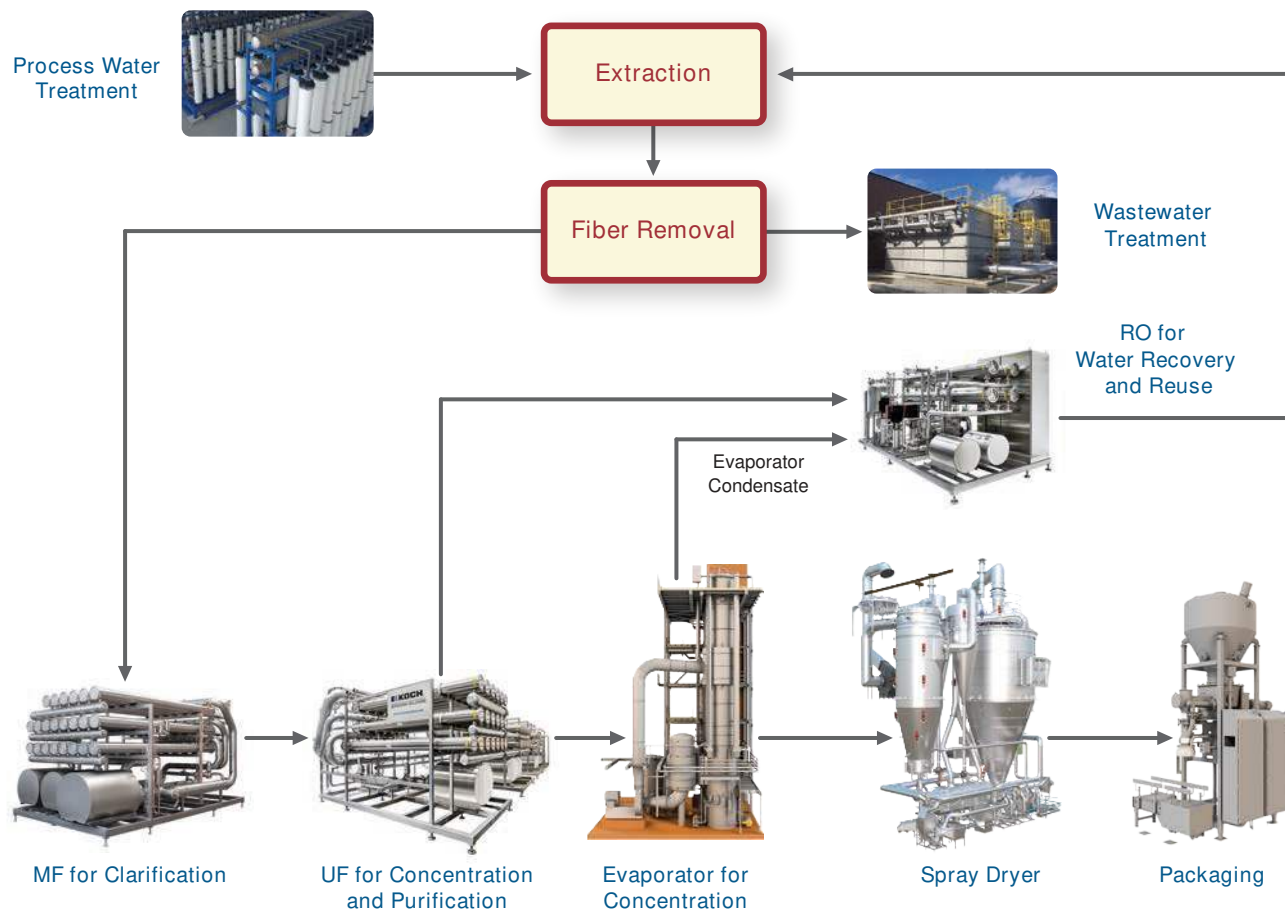 Process Water
Treatment
Extraction
Fiber Removal
Wastewater
Treatment
RO for
Water Recovery
and Reuse
Evaporator
Condensate
KOCH
MF for Clarification
UF for Concentration
and Purification
Evaporator for
Concentration
Spray Dryer
Packaging